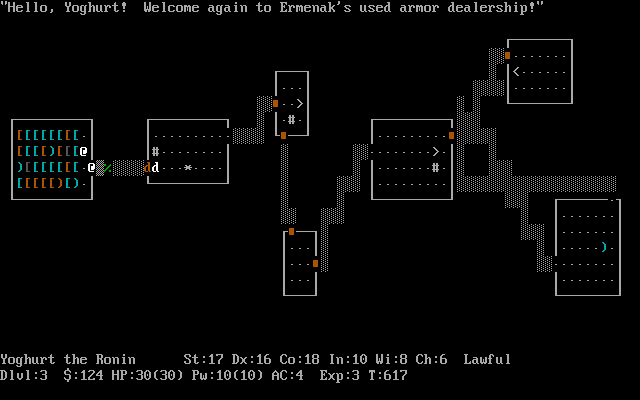 "Hello, Yoghurt!  Welcome again to Ermenak's used armor dealership!"
Yoghurt the Ronin      St:17 Dx:16 Co:18 In:10 Wi:8 Ch:6  Lawful
Dlvl:3  $:124 HP:30(30) Pw:10(10) AC:4  Exp:3 T:617